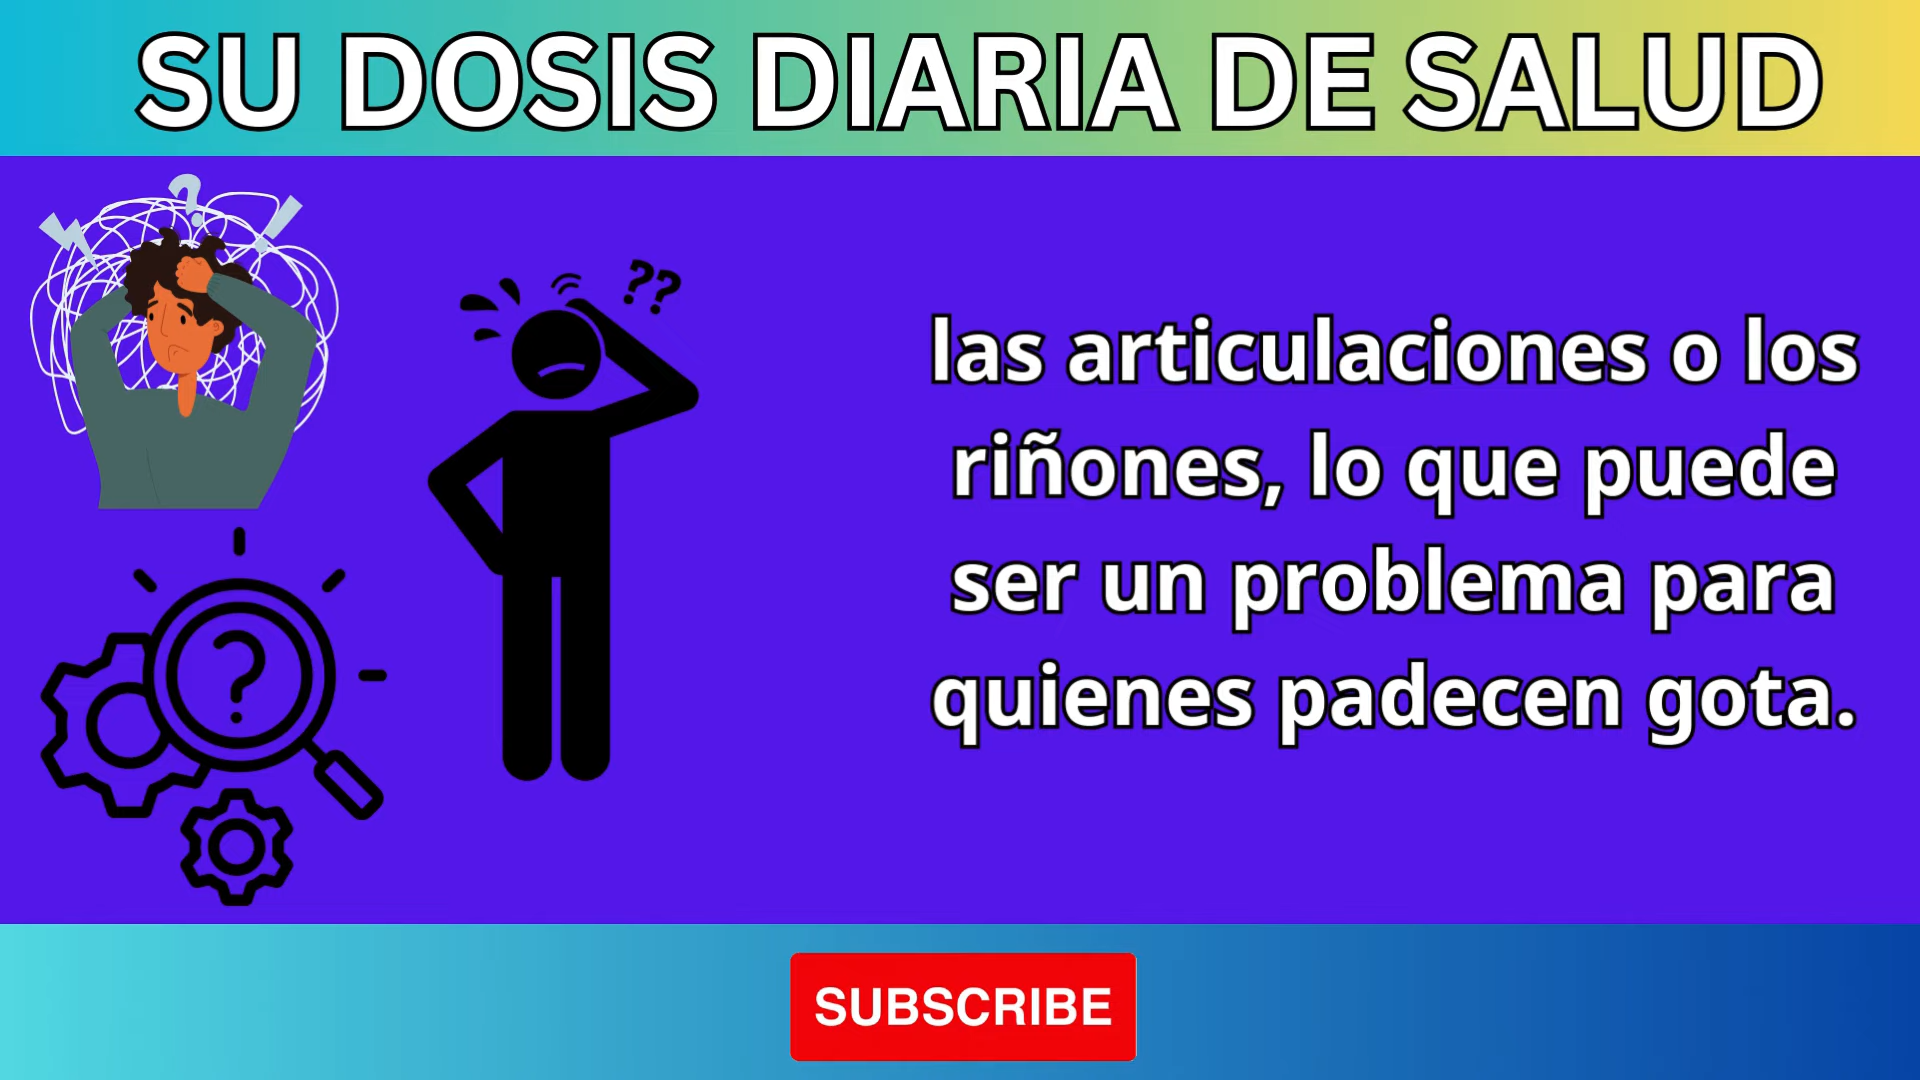 SU DOSIS DIARIA DE SALUD
?
??
las articulaciones o los
riñones, lo que puede
ser un problema para
quienes padecen gota.
?
SUBSCRIBE